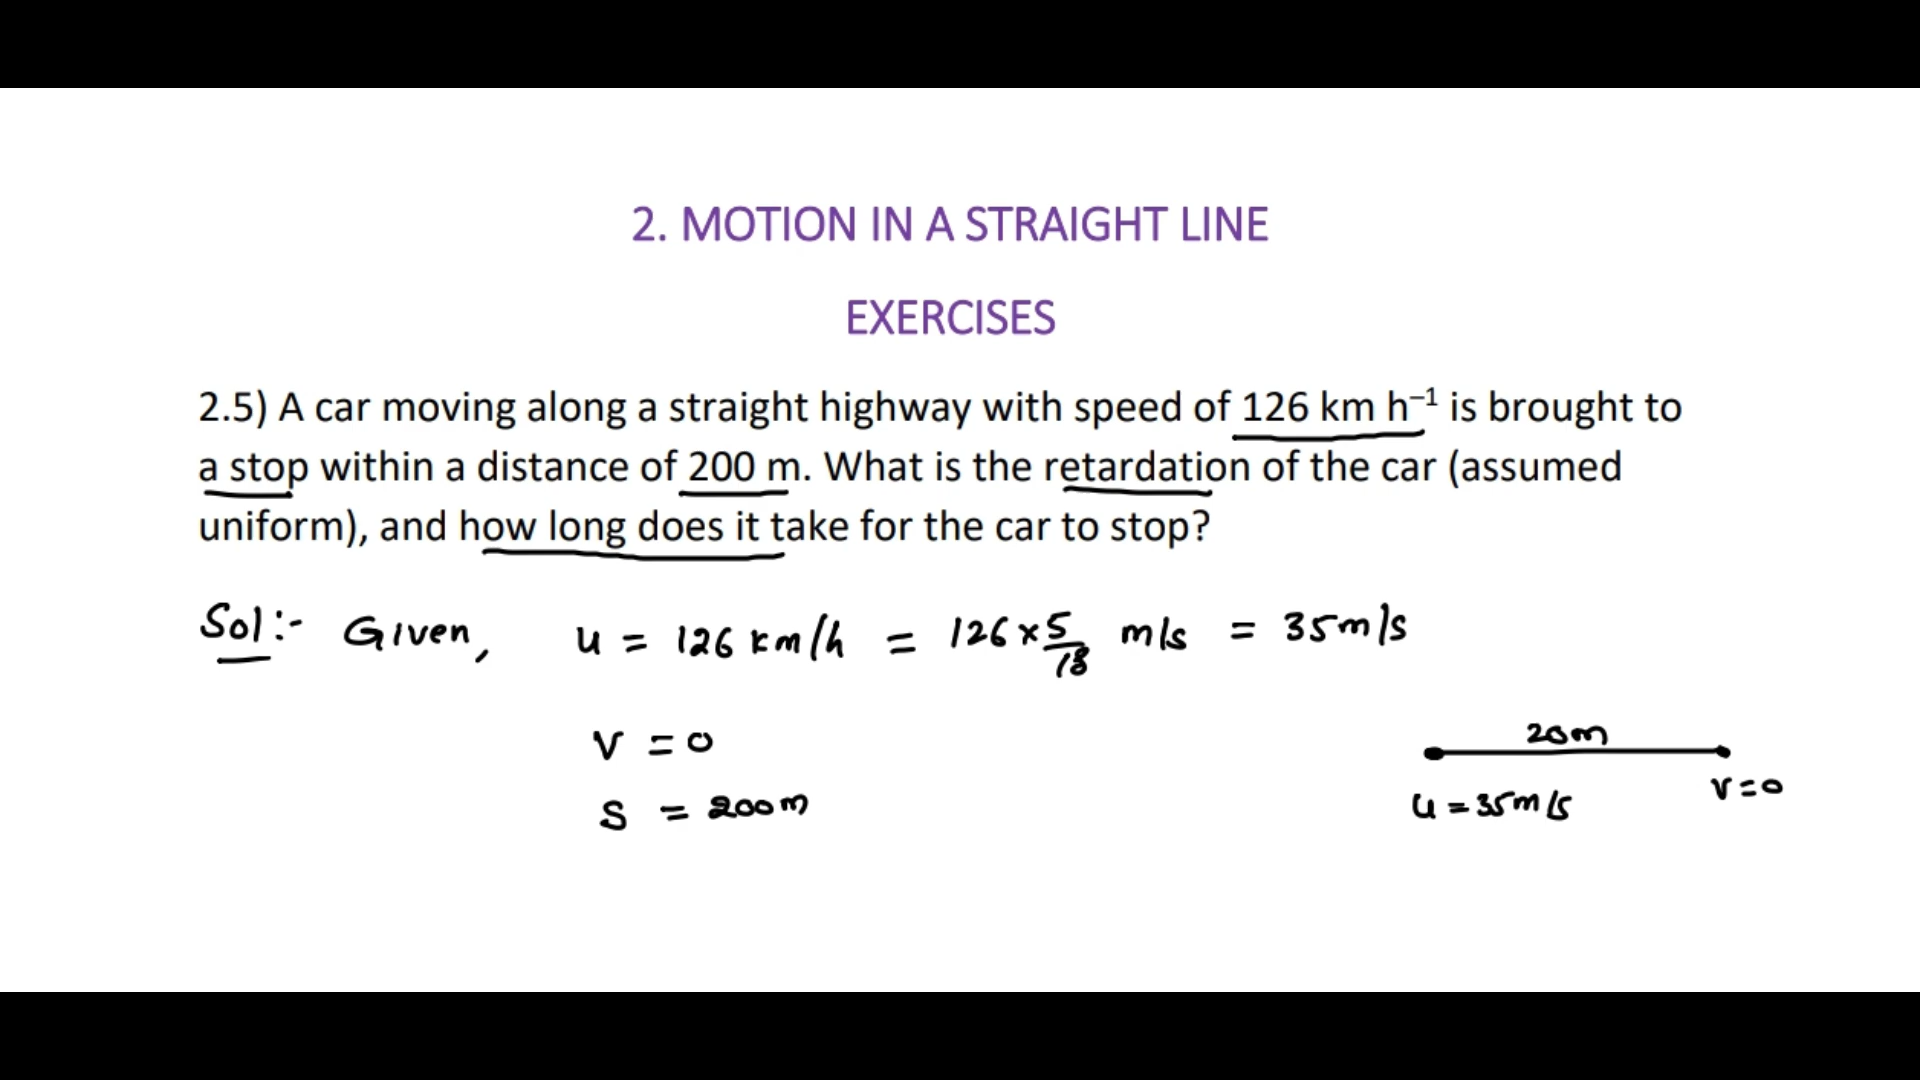 2. MOTION IN A STRAIGHT LINE
EXERCISES
2.5) A car moving along a straight highway with speed of 126 km h⁻¹ is brought to
a stop within a distance of 200 m. What is the retardation of the car (assumed
uniform), and how long does it take for the car to stop?
Sol:- Given, u = 126 km/h = 126 × 5/18 m/s = 35m/s
v = 0
20m
s = 200m
u = 35m/s
v = 0